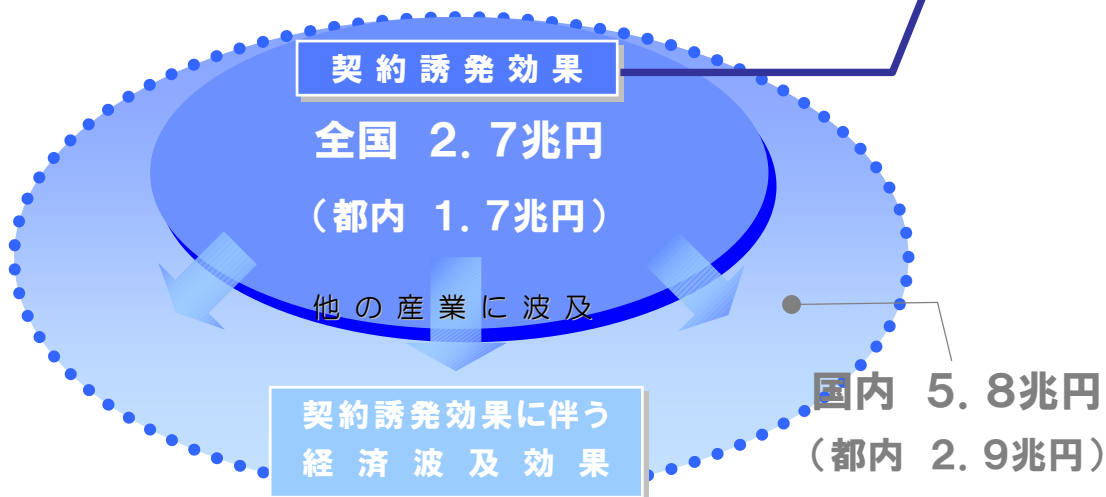 契約誘発効果
全国　２．７兆円
（都内　１．７兆円）
他の産業に波及
契約誘発効果に伴う
経済波及効果
国内　５．８兆円
（都内　２．９兆円）